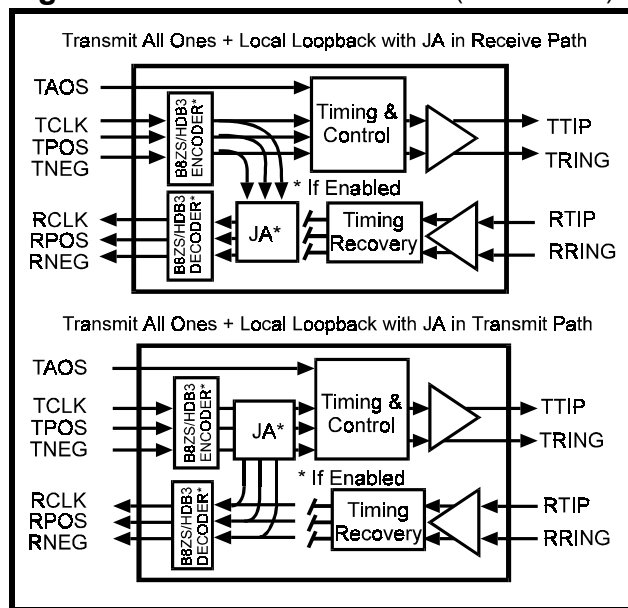 Transmit All Ones + Local Loopback with JA in Receive Path
TAOS
TCLK
TPOS
TNEG
B8ZS/HDB3
ENCODER*
Timing &
Control
TTIP
TRING
* If Enabled
RCLK
RPOS
RNEG
B8ZS/HDB3
DECODER*
JA*
Timing
Recovery
RTIP
RRING
Transmit All Ones + Local Loopback with JA in Transmit Path
TAOS
TCLK
TPOS
TNEG
B8ZS/HDB3
ENCODER*
JA*
Timing &
Control
TTIP
TRING
* If Enabled
RCLK
RPOS
RNEG
B8ZS/HDB3
DECODER*
Timing
Recovery
RTIP
RRING